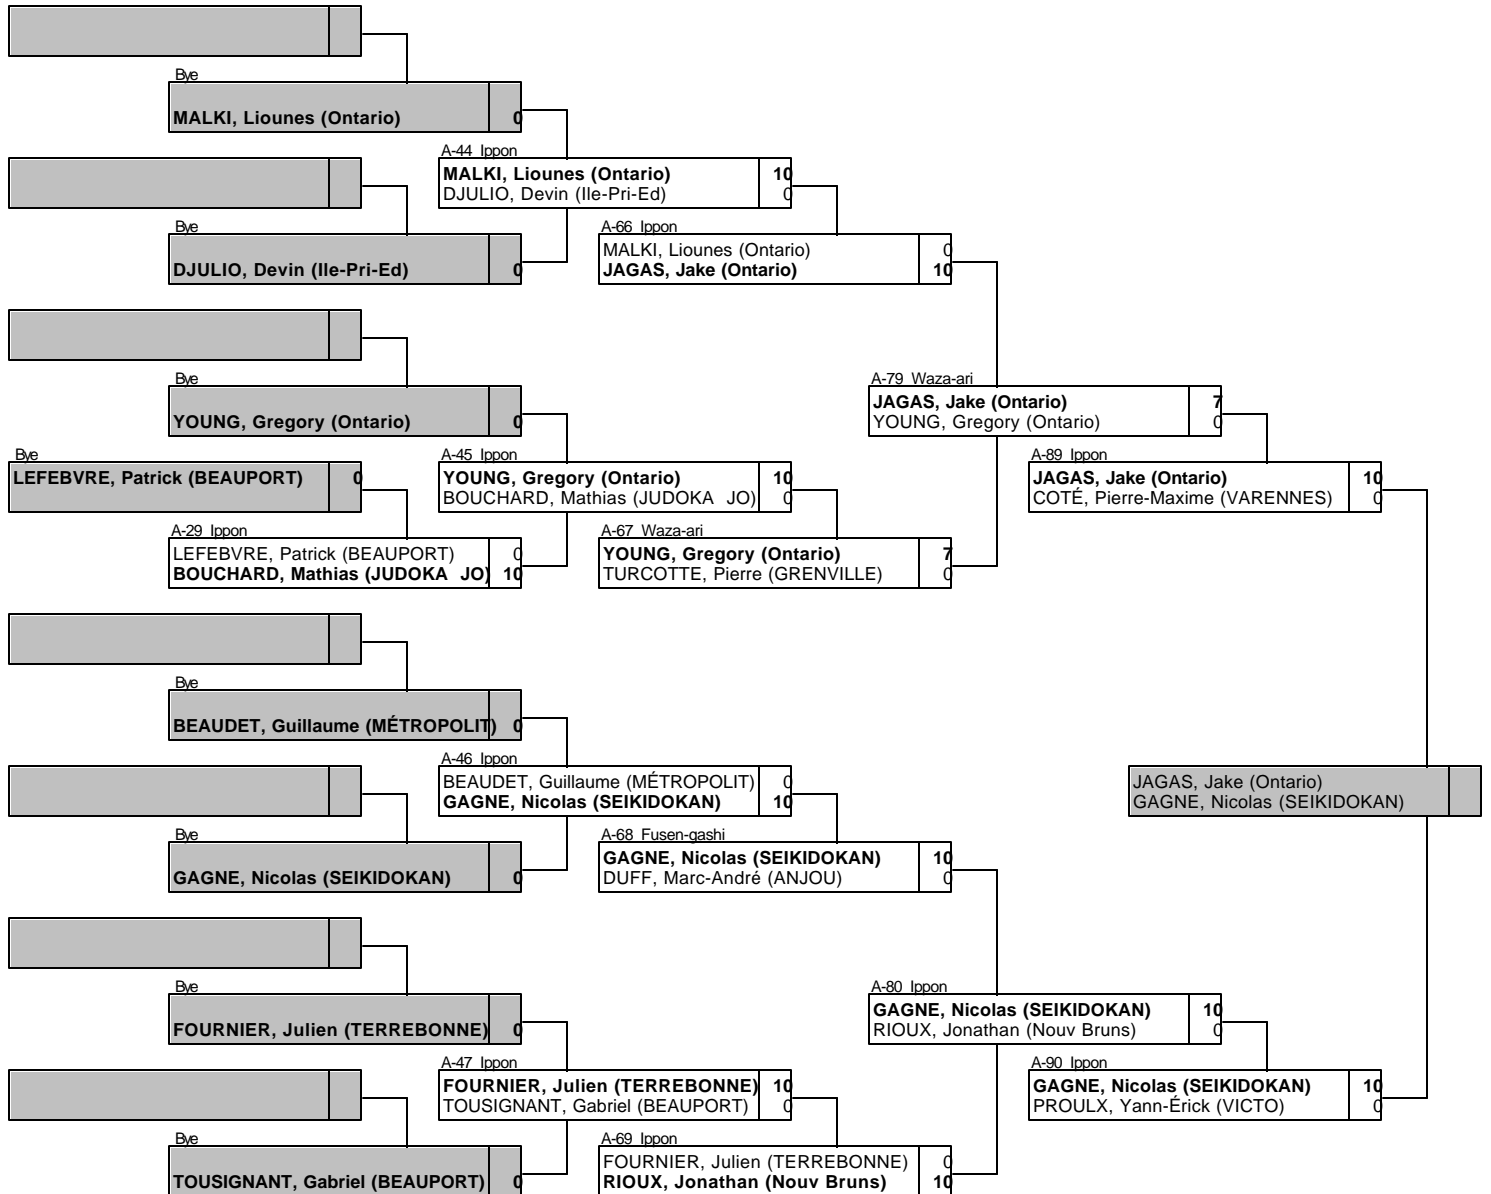 Bye
MALKI, Liounes (Ontario) 0
A-44 Ippon
MALKI, Liounes (Ontario) 10
DJULIO, Devin (Ile-Pri-Ed) 0
Bye
DJULIO, Devin (Ile-Pri-Ed) 0
A-66 Ippon
MALKI, Liounes (Ontario) 0
JAGAS, Jake (Ontario) 10
Bye
YOUNG, Gregory (Ontario) 0
A-79 Waza-ari
JAGAS, Jake (Ontario) 7
YOUNG, Gregory (Ontario) 0
Bye
LEFEBVRE, Patrick (BEAUPORT) 0
A-45 Ippon
YOUNG, Gregory (Ontario) 10
BOUCHARD, Mathias (JUDOKA JO) 0
A-89 Ippon
JAGAS, Jake (Ontario) 10
COTÉ, Pierre-Maxime (VARENNES) 0
A-29 Ippon
LEFEBVRE, Patrick (BEAUPORT) 0
BOUCHARD, Mathias (JUDOKA JO) 10
A-67 Waza-ari
YOUNG, Gregory (Ontario) 7
TURCOTTE, Pierre (GRENVILLE) 0
Bye
BEAUDET, Guillaume (MÉTROPOLIT) 0
A-46 Ippon
BEAUDET, Guillaume (MÉTROPOLIT) 0
GAGNE, Nicolas (SEIKIDOKAN) 10
JAGAS, Jake (Ontario)
GAGNE, Nicolas (SEIKIDOKAN)
Bye
GAGNE, Nicolas (SEIKIDOKAN) 0
A-68 Fusen-gashi
GAGNE, Nicolas (SEIKIDOKAN) 10
DUFF, Marc-André (ANJOU) 0
Bye
FOURNIER, Julien (TERREBONNE) 0
A-80 Ippon
GAGNE, Nicolas (SEIKIDOKAN) 10
RIOUX, Jonathan (Nouv Bruns) 0
A-47 Ippon
FOURNIER, Julien (TERREBONNE) 10
TOUSIGNANT, Gabriel (BEAUPORT) 0
A-90 Ippon
GAGNE, Nicolas (SEIKIDOKAN) 10
PROULX, Yann-Érick (VICTO) 0
Bye
TOUSIGNANT, Gabriel (BEAUPORT) 0
A-69 Ippon
FOURNIER, Julien (TERREBONNE) 0
RIOUX, Jonathan (Nouv Bruns) 10